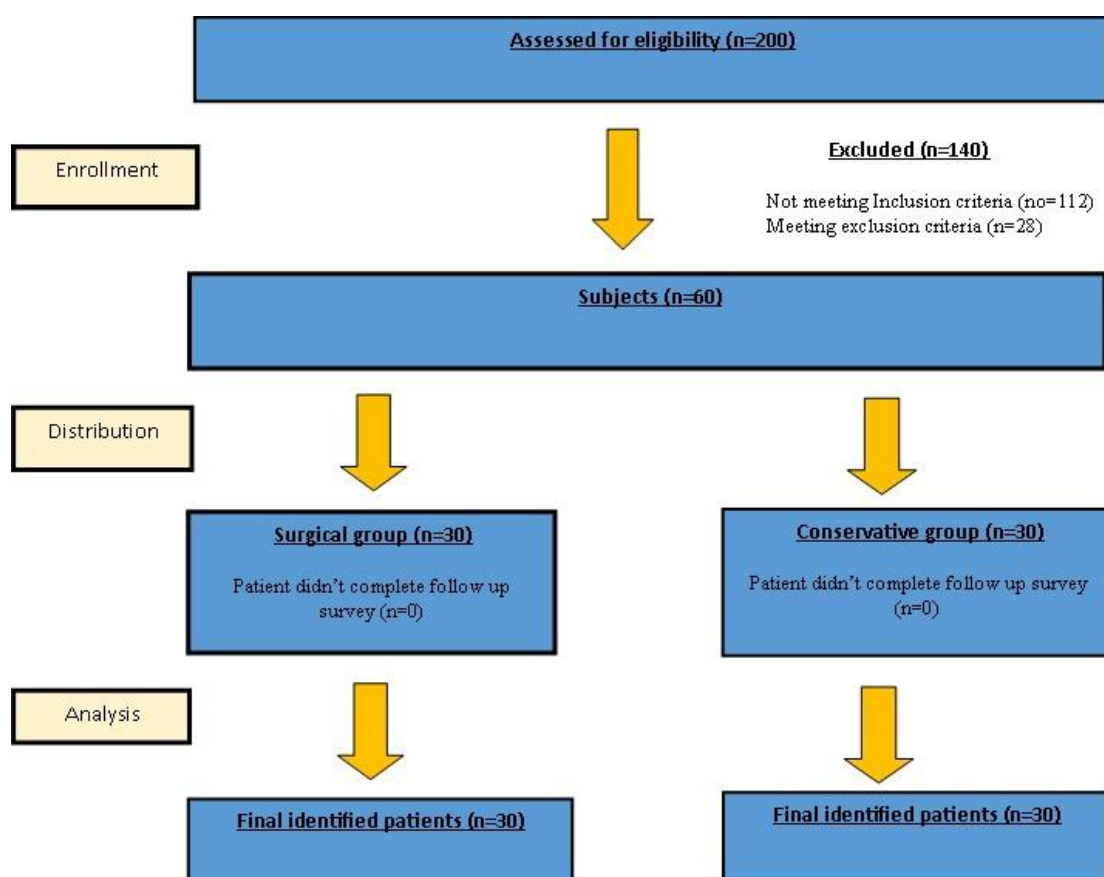 Assessed for eligibility (n=200)
Enrollment
Excluded (n=140)
Not meeting Inclusion criteria (no=112)
Meeting exclusion criteria (n=28)
Subjects (n=60)
Distribution
Surgical group (n=30)
Patient didn't complete follow up
survey (n=0)
Conservative group (n=30)
Patient didn't complete follow up survey
(n=0)
Analysis
Final identified patients (n=30)
Final identified patients (n=30)